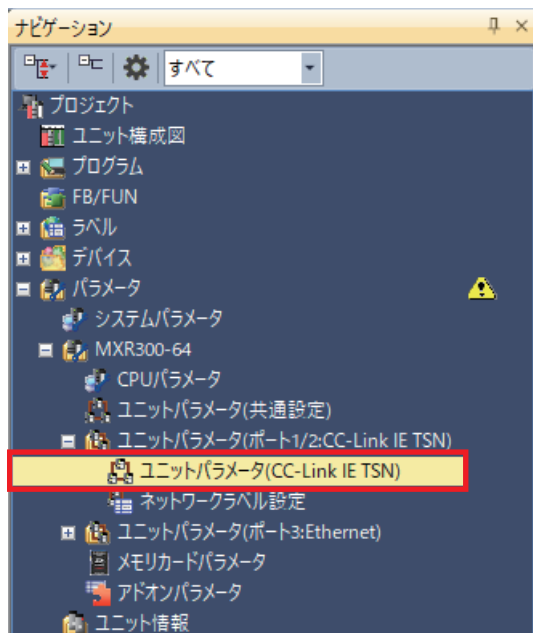 ナビゲーション
すべて
プロジェクト
ユニット構成図
プログラム
FB/FUN
ラベル
デバイス
パラメータ
システムパラメータ
MXR300-64
CPUパラメータ
ユニットパラメータ(共通設定)
ユニットパラメータ(ポート1/2:CC-Link IE TSN)
ユニットパラメータ(CC-Link IE TSN)
ネットワークラベル設定
ユニットパラメータ(ポート3:Ethernet)
メモリカードパラメータ
アドオンパラメータ
ユニット情報